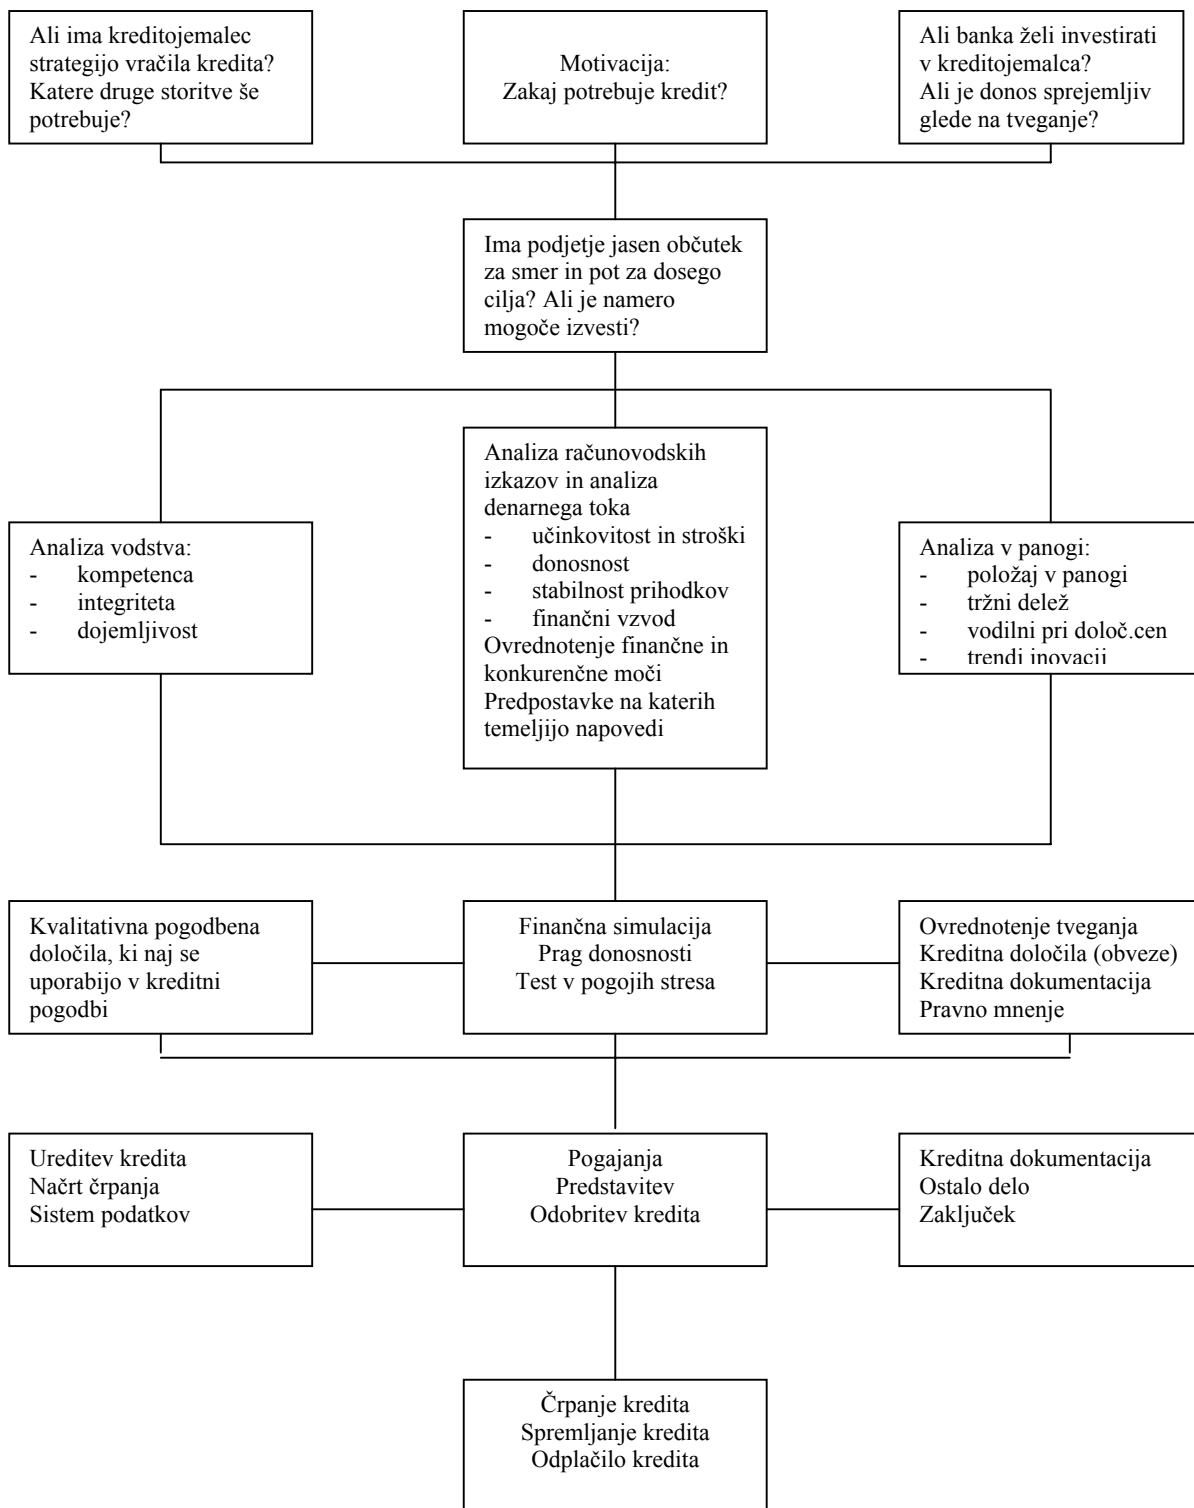 Ali ima kreditojemalec
strategijo vračila kredita?
Katere druge storitve še
potrebuje?
Motivacija:
Zakaj potrebuje kredit?
Ali banka želi investirati
v kreditojemalca?
Ali je donos sprejemljiv
glede na tveganje?
Ima podjetje jasen občutek
za smer in pot za dosego
cilja? Ali je namero
mogoče izvesti?
Analiza vodstva:
- kompetenca
- integriteta
- dojemljivost
Analiza računovodskih
izkazov in analiza
denarnega toka
- učinkovitost in stroški
- donosnost
- stabilnost prihodkov
- finančni vzvod
Ovrednotenje finančne in
konkurenčne moči
Predpostavke na katerih
temeljijo napovedi
Analiza v panogi:
- položaj v panogi
- tržni delež
- vodilni pri določ.cen
- trendi inovacij
Kvalitativna pogodbena
določila, ki naj se
uporabijo v kreditni
pogodbi
Finančna simulacija
Prag donosnosti
Test v pogojih stresa
Ovrednotenje tveganja
Kreditna določila (obveze)
Kreditna dokumentacija
Pravno mnenje
Ureditev kredita
Načrt črpanja
Sistem podatkov
Pogajanja
Predstavitev
Odobritev kredita
Kreditna dokumentacija
Ostalo delo
Zaključek
Črpanje kredita
Spremljanje kredita
Odplačilo kredita